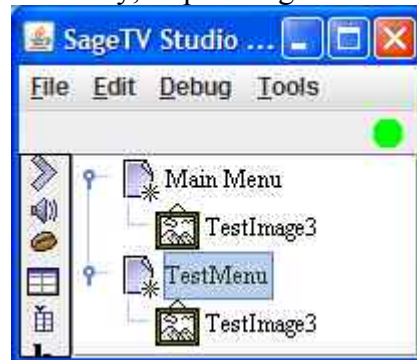 SageTV Studio ...
File Edit Debug Tools
Main Menu
TestImage3
TestMenu
TestImage3